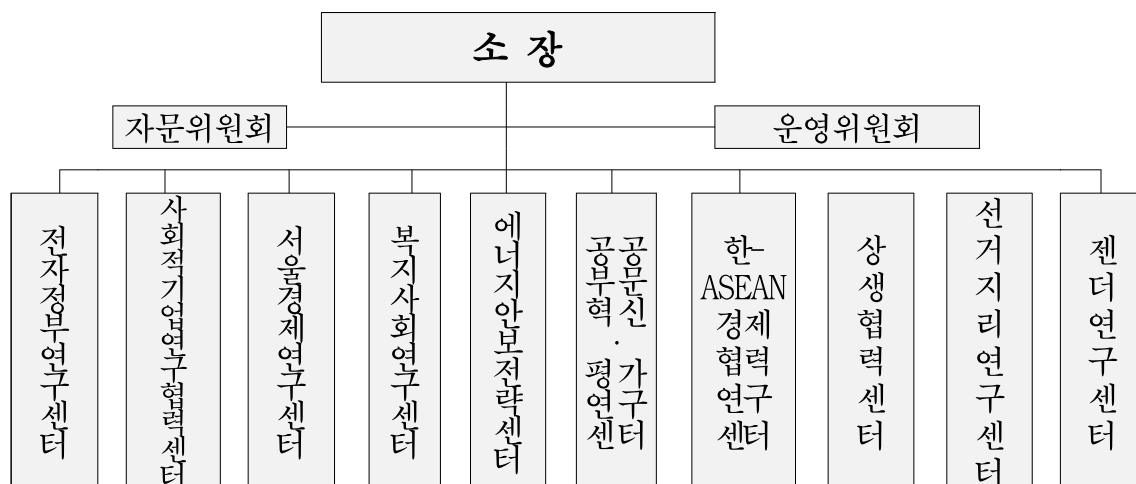 소 장
자문위원회
운영위원회
전자정부연구센터
사회적기업연구협력센터
서울경제연구센터
복지사회연구센터
에너지안보전략센터
공공부문혁신·평가연구센터
한-ASEAN경제협력연구센터
상생협력센터
선거지리연구센터
젠더연구센터